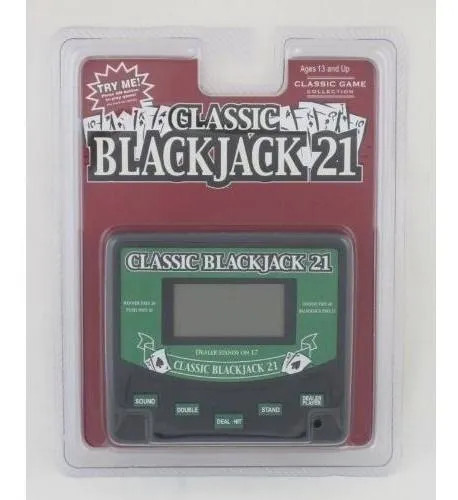 TRY ME!
Ages 13 and Up
CLASSIC GAME
COLLECTION
CLASSIC
BLACKJACK 21
CLASSIC BLACKJACK 21
DEALER STANDS ON 17
CLASSIC BLACKJACK 21
SOUND
DOUBLE
DEAL-HIT
STAND
DEALER
PLAYER